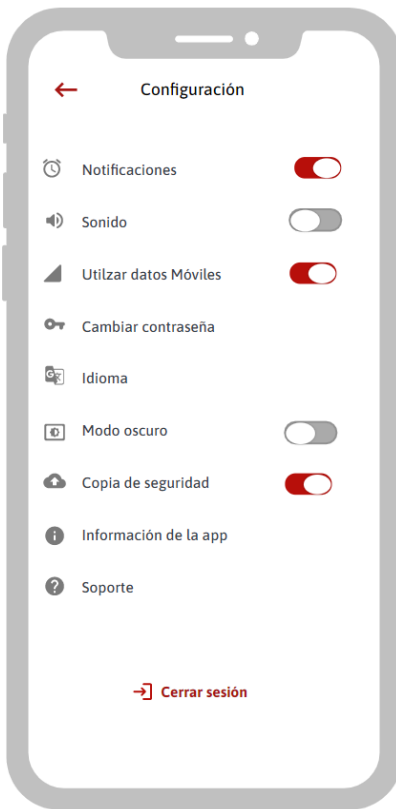 Configuración
Notificaciones
Sonido
Utilzar datos Móviles
Cambiar contraseña
Idioma
Modo oscuro
Copia de seguridad
Información de la app
Soporte
Cerrar sesión